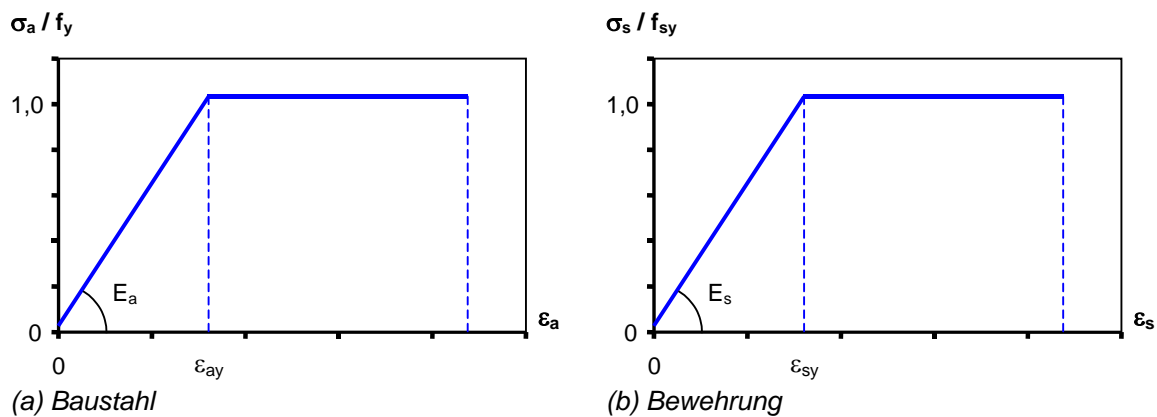 σa / fy
1,0
Ea
0
εa
0
εay
(a) Baustahl
σs / fsy
1,0
Es
0
εs
0
εsy
(b) Bewehrung